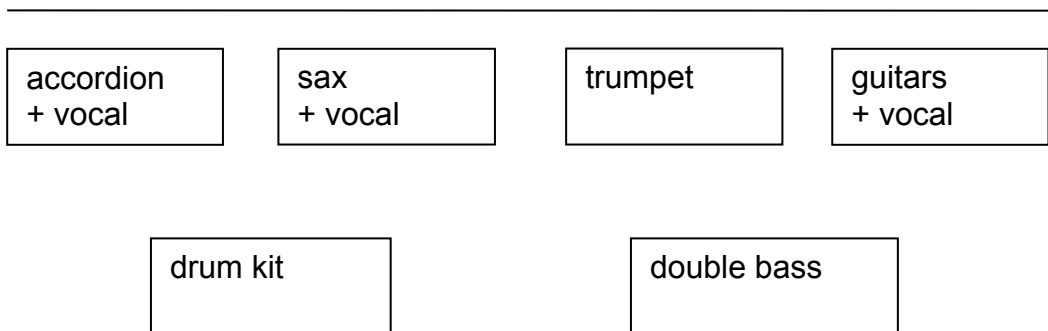 accordion
+ vocal
sax
+ vocal
trumpet
guitars
+ vocal
drum kit
double bass